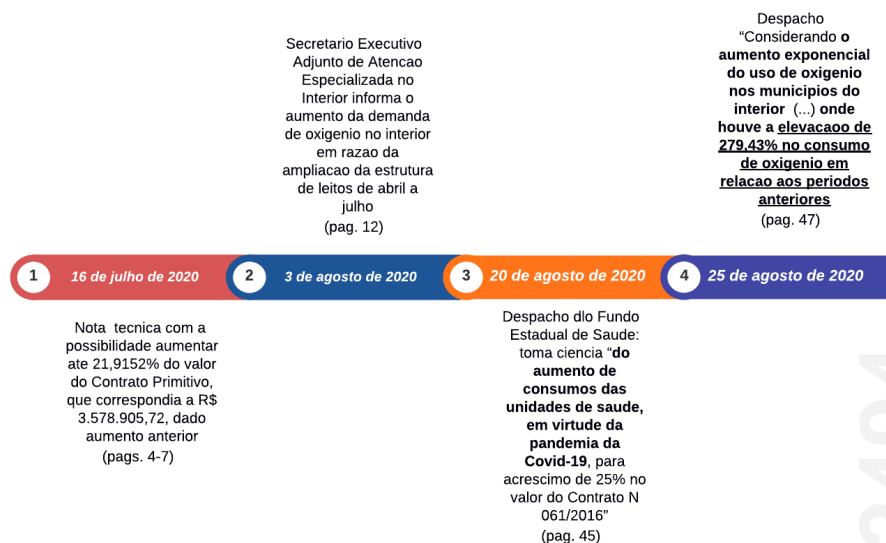 Secretario Executivo
Adjunto de Atencao
Especializada no
Interior informa o
aumento da demanda
de oxigenio no interior
em razao da
ampliacao da estrutura
de leitos de abril a
julho
(pag. 12)
Despacho
“Considerando o
aumento exponencial
do uso de oxigenio
nos municipios do
interior (...) onde
houve a elevacaoo de
279,43% no consumo
de oxigenio em
relacao aos periodos
anteriores
(pag. 47)
1 16 de julho de 2020 2 3 de agosto de 2020 3 20 de agosto de 2020 4 25 de agosto de 2020
Nota tecnica com a
possibilidade aumentar
ate 21,9152% do valor
do Contrato Primitivo,
que correspondia a R$
3.578.905,72, dado
aumento anterior
(pags. 4-7)
Despacho dlo Fundo
Estadual de Saude:
toma ciencia “do
aumento de
consumos das
unidades de saude,
em virtude da
pandemia da
Covid-19, para
acrescimo de 25% no
valor do Contrato N
061/2016”
(pag. 45)